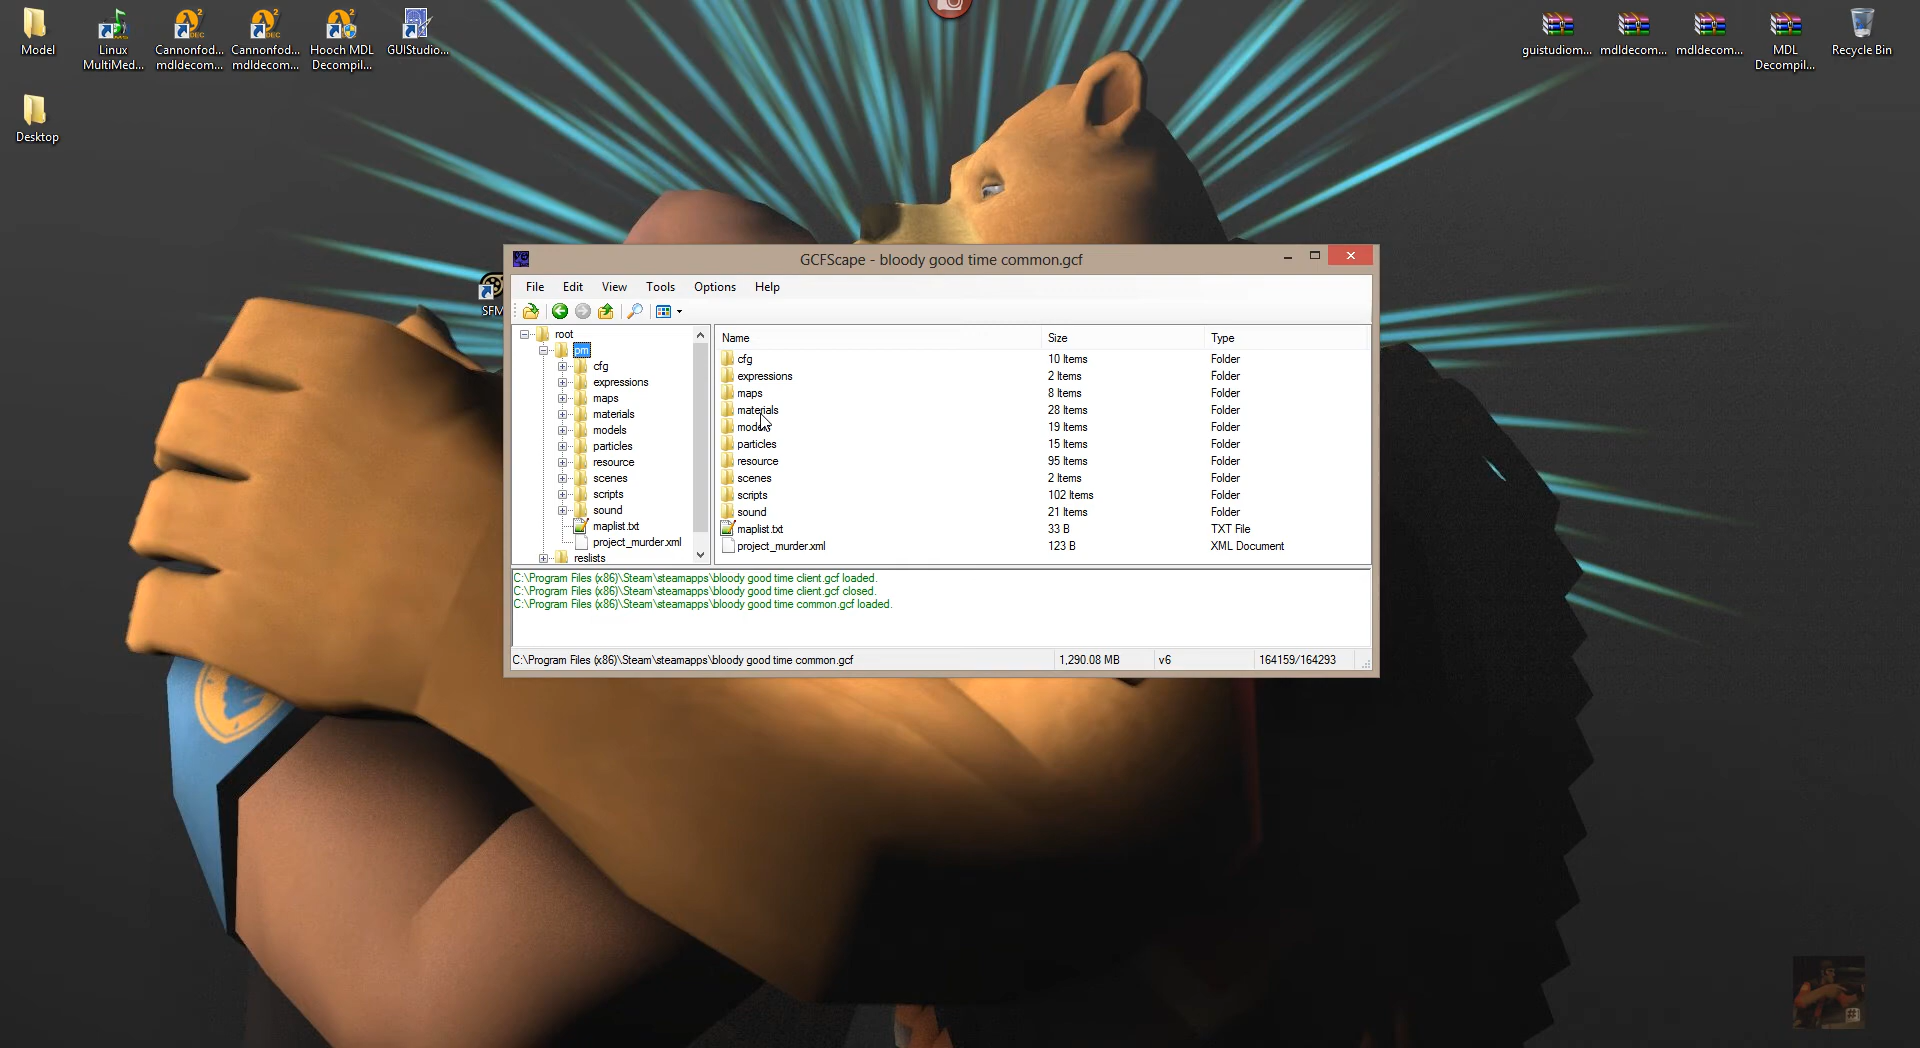 Model
Linux
MultiMed...
Cannonfod...
mdldecom...
Cannonfod...
mdldecom...
Hooch MDL
Decompil...
GUIStudio...
guistudiom...
mdldecom...
mdldecom...
MDL
Decompil...
Recycle Bin
Desktop
SFM
GCFScape - bloody good time common.gcf
File Edit View Tools Options Help
root
pm
cfg
expressions
maps
materials
models
particles
resource
scenes
scripts
sound
maplist.txt
project_murder.xml
reslists
Name Size Type
cfg 10 Items Folder
expressions 2 Items Folder
maps 8 Items Folder
materials 28 Items Folder
models 19 Items Folder
particles 15 Items Folder
resource 95 Items Folder
scenes 2 Items Folder
scripts 102 Items Folder
sound 21 Items Folder
maplist.txt 33 B TXT File
project_murder.xml 123 B XML Document
C:\Program Files (x86)\Steam\steamapps\bloody good time client.gcf loaded.
C:\Program Files (x86)\Steam\steamapps\bloody good time client.gcf closed.
C:\Program Files (x86)\Steam\steamapps\bloody good time common.gcf loaded.
C:\Program Files (x86)\Steam\steamapps\bloody good time common.gcf 1,290.08 MB v6 164159/164293